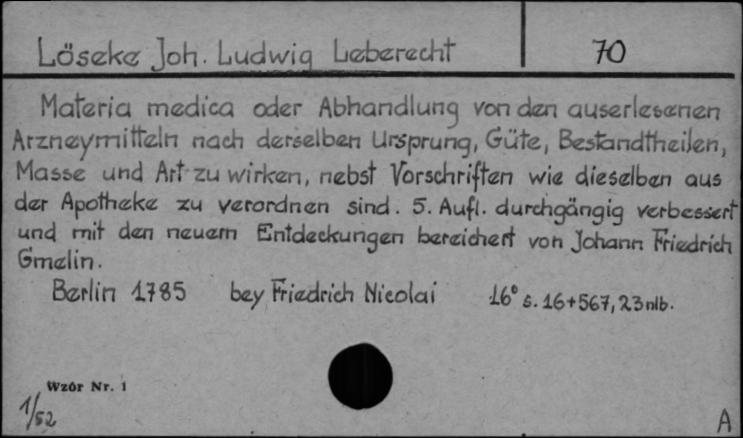 Löseke Joh. Ludwig Leberecht 70
Materia medica oder Abhandlung von den auserlesenen
Arzneymitteln nach derselben Ursprung, Güte, Bestandtheilen,
Masse und Art zu wirken, nebst Vorschriften wie dieselben aus
der Apotheke zu verordnen sind. 5. Aufl. durchgängig verbessert
und mit den neuern Entdeckungen bereichert von Johann Friedrich
Gmelin.
Berlin 1785 bey Friedrich Nicolai 16° s. 16+567, 23 nlb.
Wzór Nr. 1
1/52
A